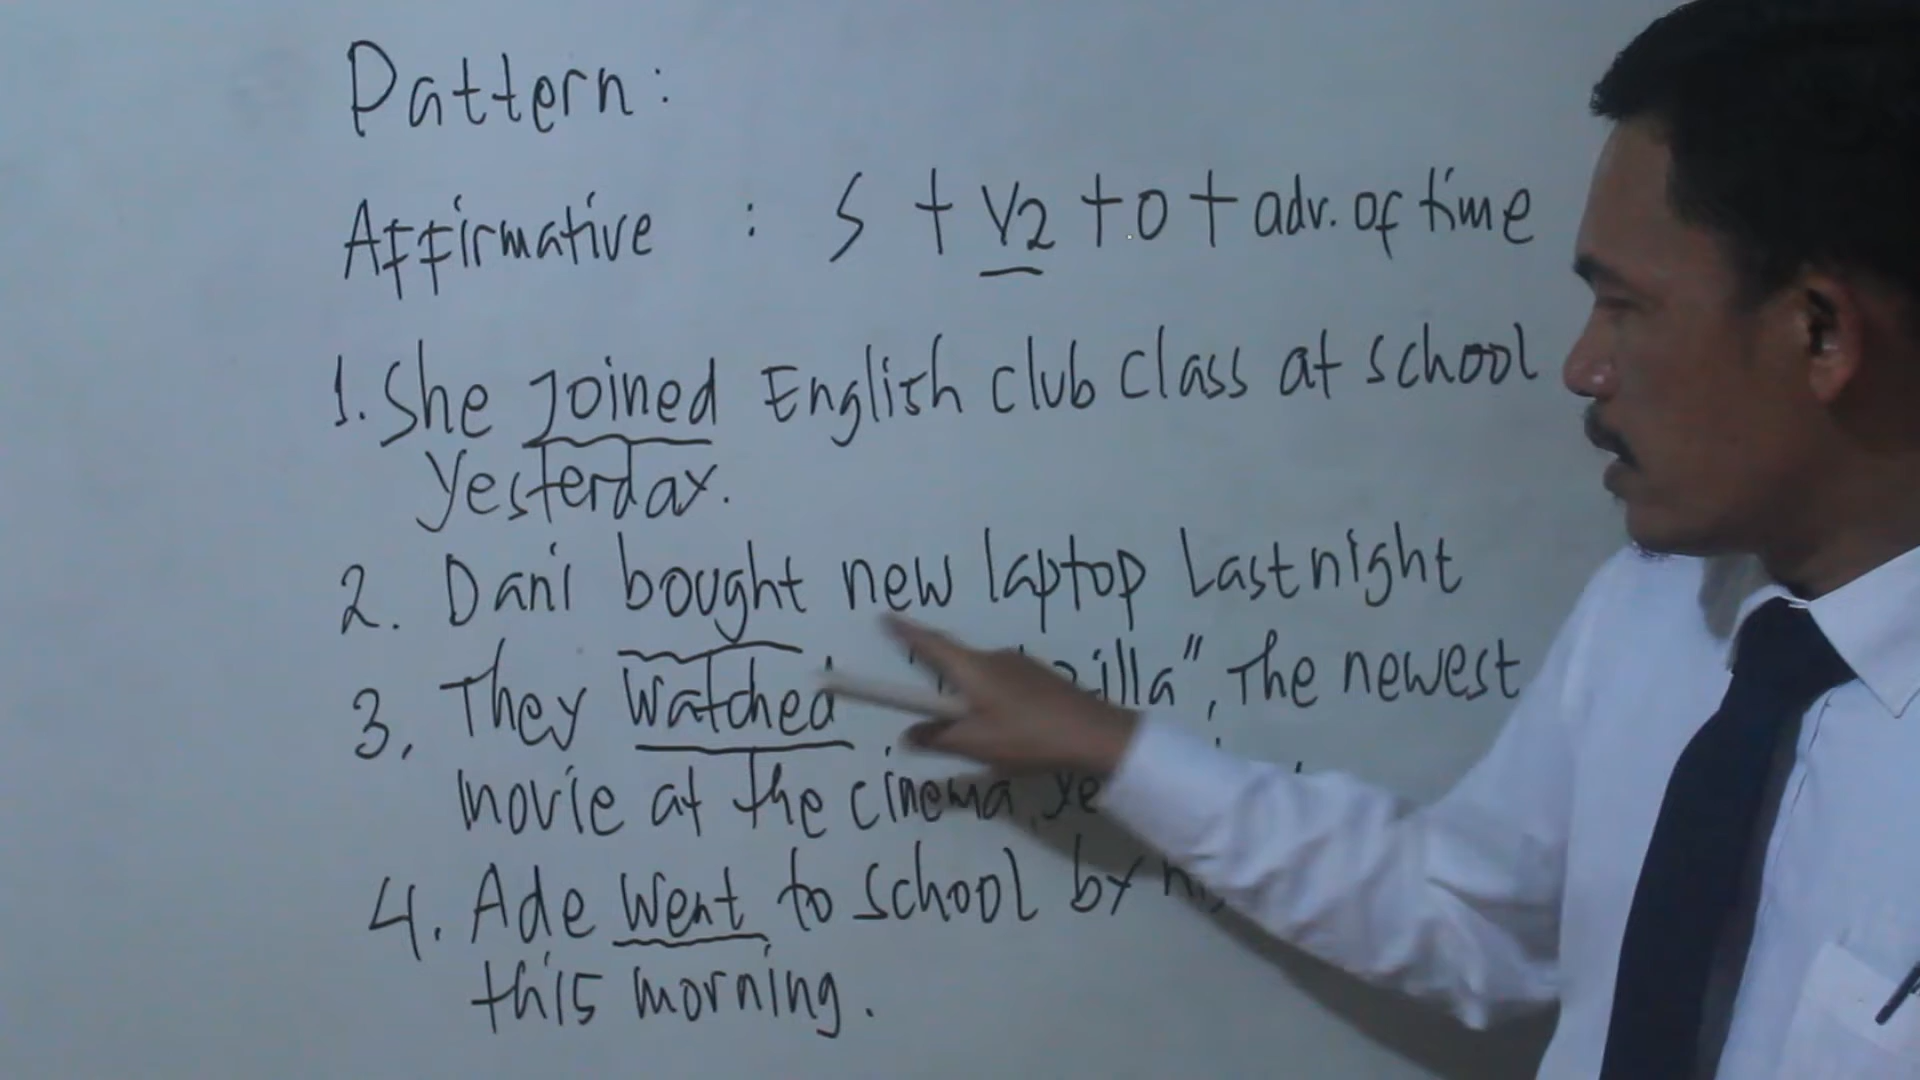 Pattern:
Affirmative : S + V2 + O + adv. of time
1. She Joined English club class at school
Yesterday.
2. Dani bought new laptop Last night
3. They watched illa", The newest
movie at the cinema ye
4. Ade went to school by
this morning.